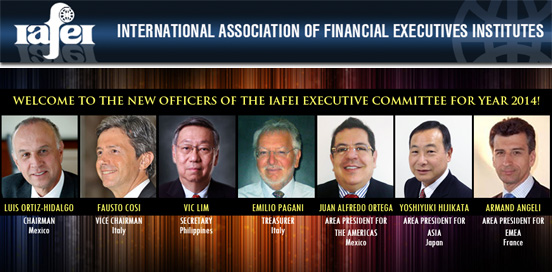 iafei
INTERNATIONAL ASSOCIATION OF FINANCIAL EXECUTIVES INSTITUTES
WELCOME TO THE NEW OFFICERS OF THE IAFEI EXECUTIVE COMMITTEE FOR YEAR 2014!
LUIS ORTIZ-HIDALGO
CHAIRMAN
Mexico
FAUSTO COSI
VICE CHAIRMAN
Italy
VIC LIM
SECRETARY
Philippines
EMILIO PAGANI
TREASURER
Italy
JUAN ALFREDO ORTEGA
AREA PRESIDENT FOR
THE AMERICAS
Mexico
YOSHIYUKI HIJIKATA
AREA PRESIDENT FOR
ASIA
Japan
ARMAND ANGELI
AREA PRESIDENT FOR
EMEA
France